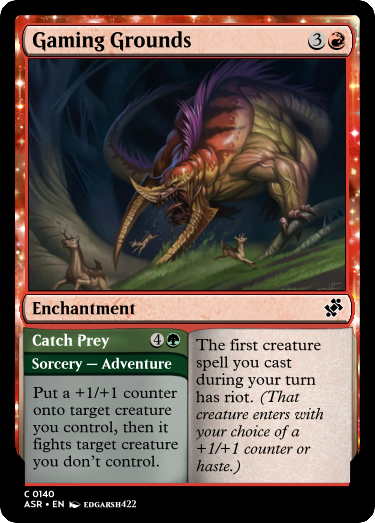 Gaming Grounds 3
Enchantment
Catch Prey 4
Sorcery — Adventure
Put a +1/+1 counter
onto target creature
you control, then it
fights target creature
you don't control.
The first creature
spell you cast
during your turn
has riot. (That
creature enters with
your choice of a
+1/+1 counter or
haste.)
C 0140
ASR • EN EDGARSH422